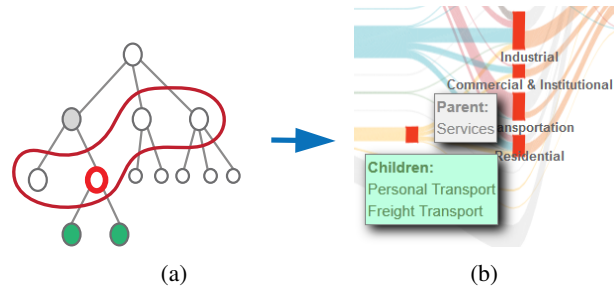 Industrial
Commercial & Institutional
Parent:
Services
ansportation
Residential
Children:
Personal Transport
Freight Transport
(a)
(b)